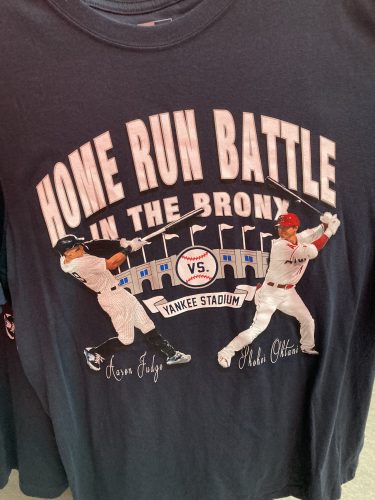 HOME RUN BATTLE
IN THE BRONX
VS.
YANKEE STADIUM
Aaron Judge
Shohei Ohtani